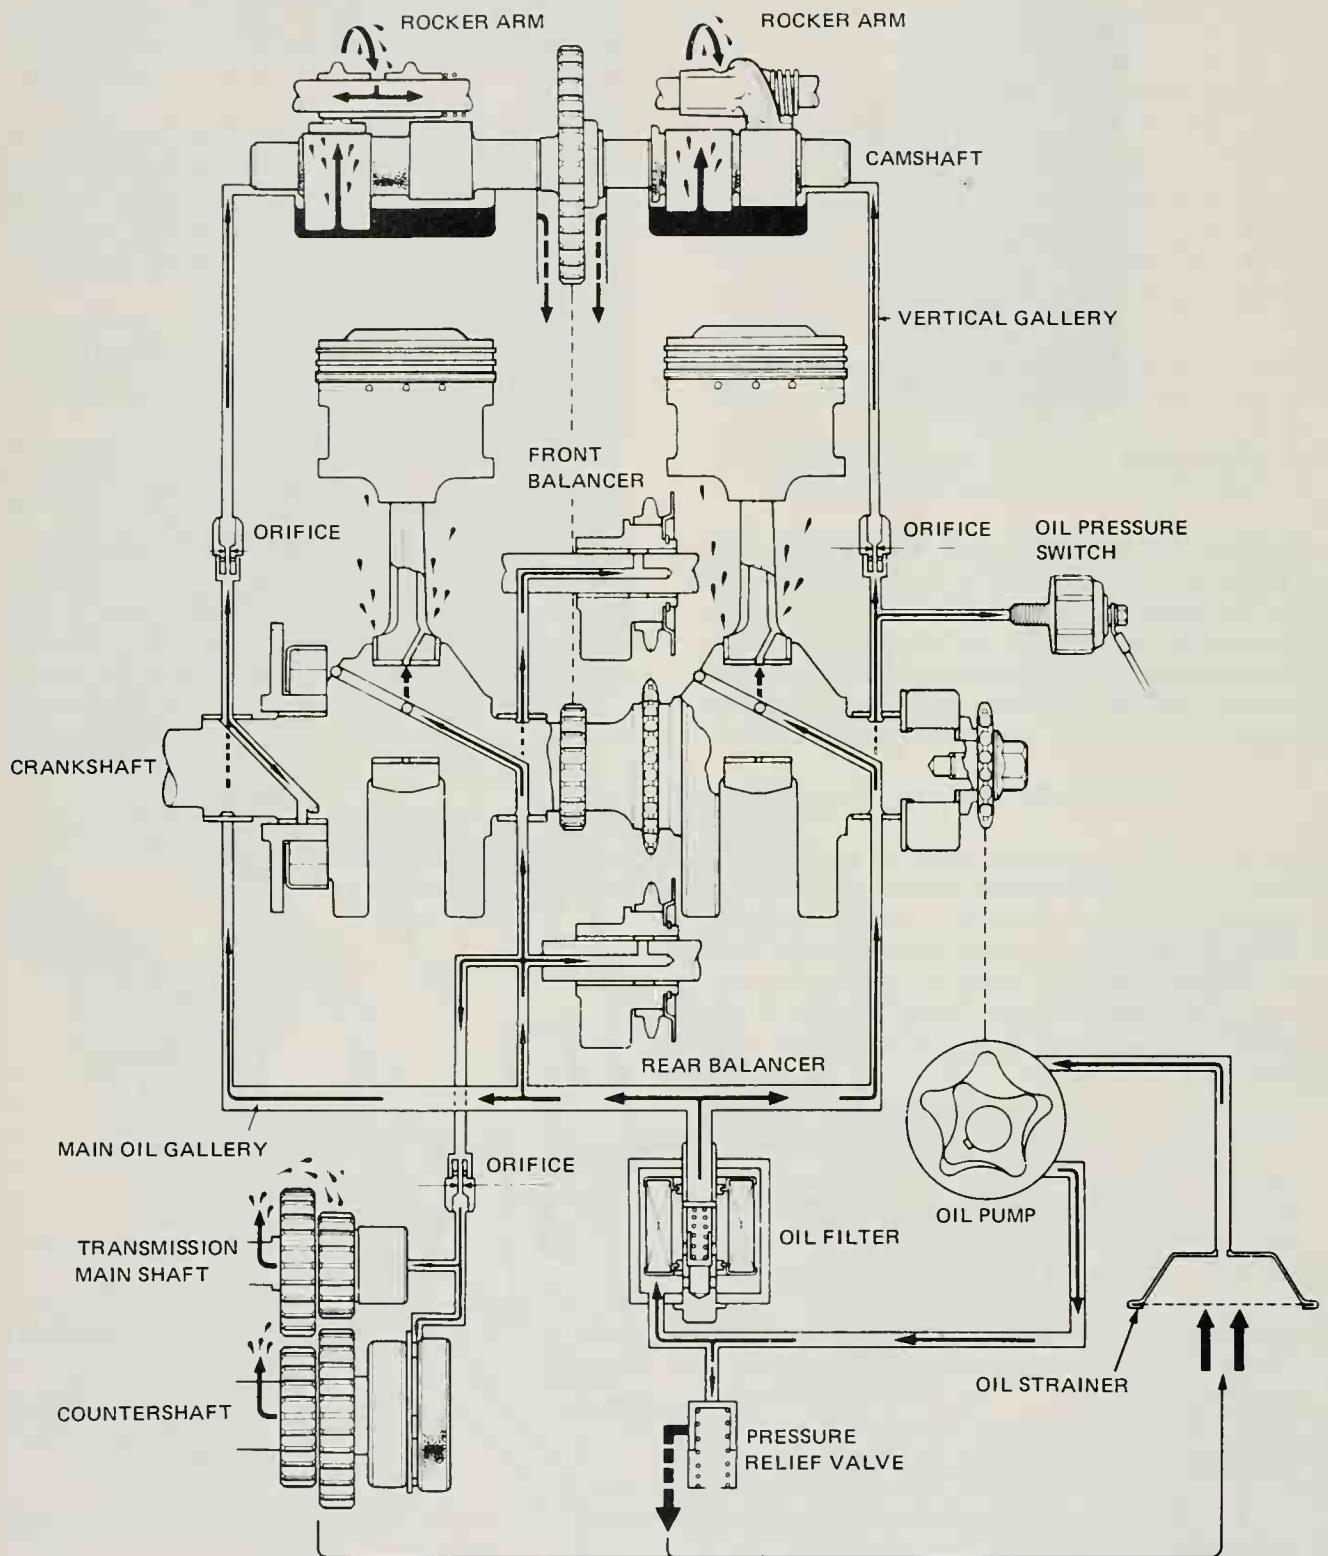 ROCKER ARM
ROCKER ARM
CAMSHAFT
VERTICAL GALLERY
FRONT
BALANCER
ORIFICE
ORIFICE
OIL PRESSURE
SWITCH
CRANKSHAFT
REAR BALANCER
MAIN OIL GALLERY
ORIFICE
OIL PUMP
OIL FILTER
TRANSMISSION
MAIN SHAFT
OIL STRAINER
COUNTERSHAFT
PRESSURE
RELIEF VALVE